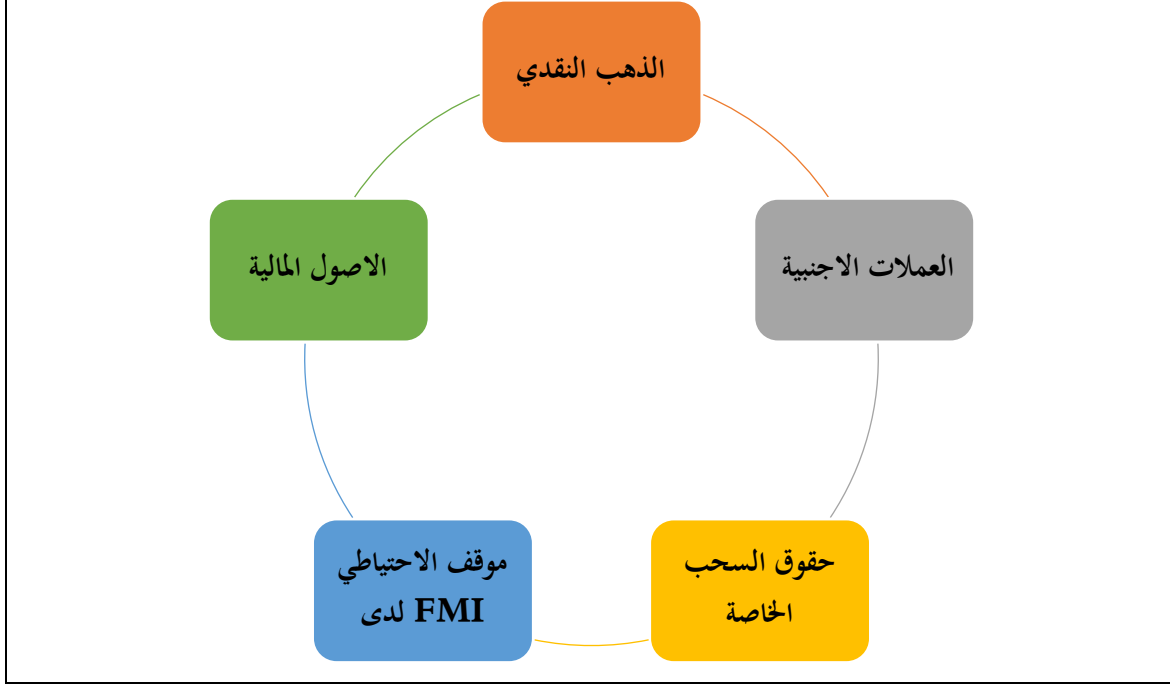 الذهب النقدي
العملات الاجنبية
حقوق السحب
الخاصة
موقف الاحتياطي
لدى FMI
الاصول المالية